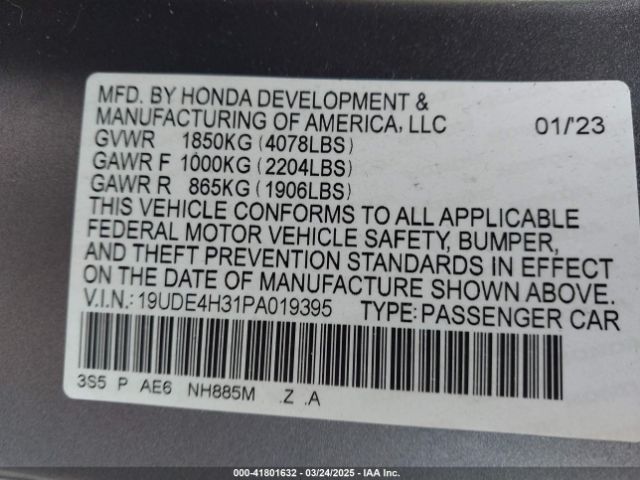 MFD. BY HONDA DEVELOPMENT &
MANUFACTURING OF AMERICA, LLC 01/'23
GVWR 1850KG (4078LBS)
GAWR F 1000KG (2204LBS)
GAWR R 865KG (1906LBS)
THIS VEHICLE CONFORMS TO ALL APPLICABLE
FEDERAL MOTOR VEHICLE SAFETY, BUMPER,
AND THEFT PREVENTION STANDARDS IN EFFECT
ON THE DATE OF MANUFACTURE SHOWN ABOVE.
V.I.N.: 19UDE4H31PA019395 TYPE: PASSENGER CAR
3S5 P AE6 NH885M .Z .A
000-41801632 - 03/24/2025 - IAA Inc.